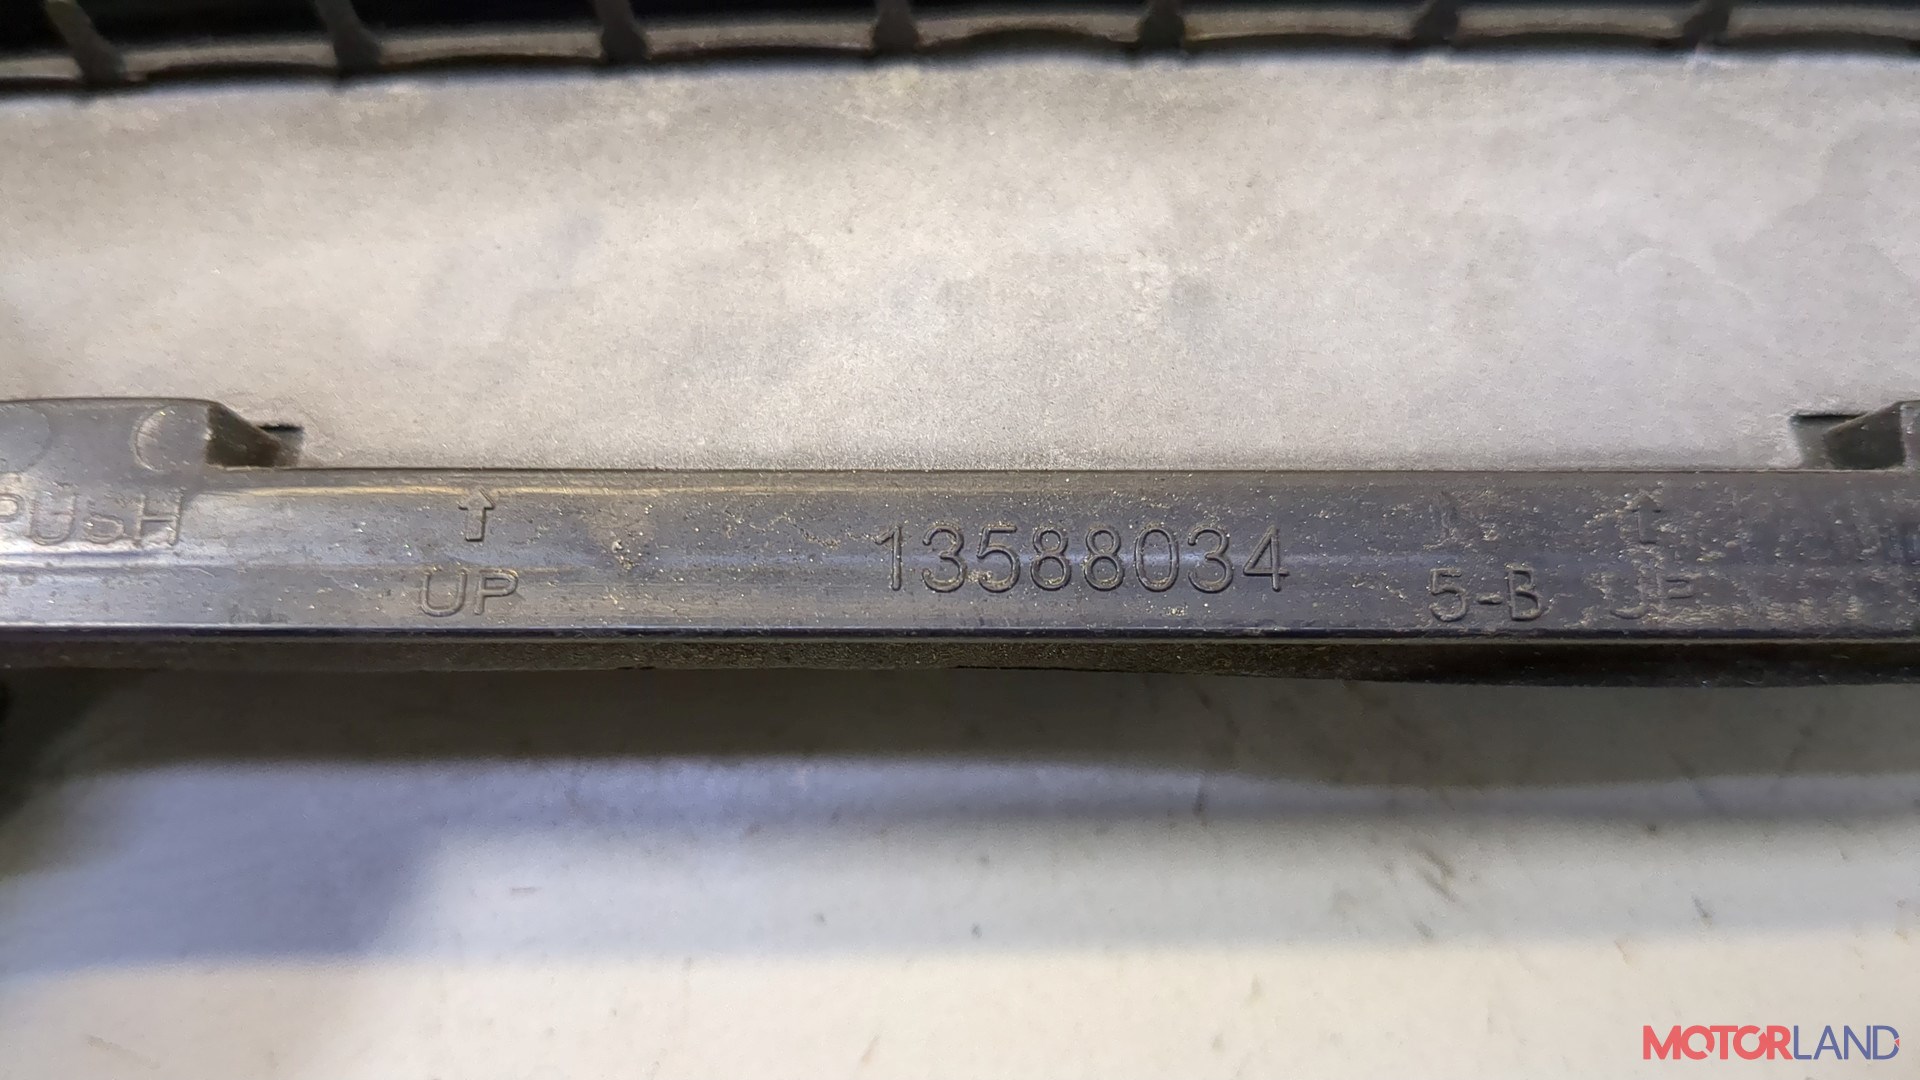 PUSH
↑
UP
13588034
5-B
↑
UP
MOTORLAND